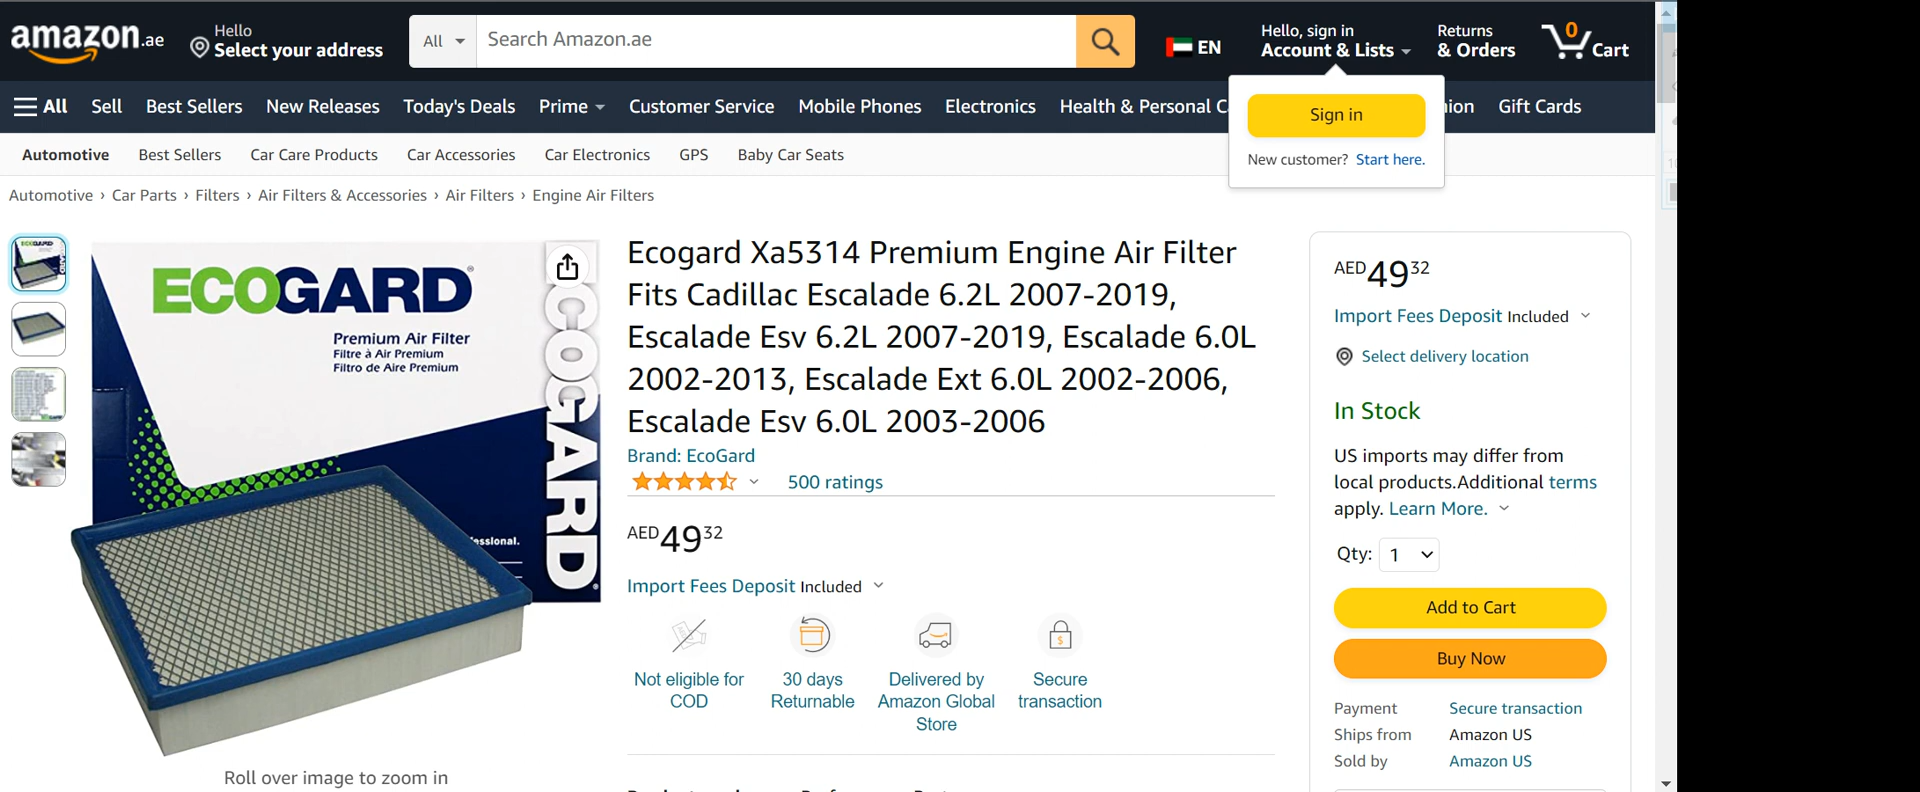 amazon.ae
Hello
Select your address
All
Search Amazon.ae
EN
Hello, sign in
Account & Lists
Returns
& Orders
0
Cart
All
Sell
Best Sellers
New Releases
Today's Deals
Prime
Customer Service
Mobile Phones
Electronics
Health & Personal
Gift Cards
Sign in
New customer? Start here.
Automotive
Best Sellers
Car Care Products
Car Accessories
Car Electronics
GPS
Baby Car Seats
Automotive › Car Parts › Filters › Air Filters & Accessories › Air Filters › Engine Air Filters
ECOGARD®
Premium Air Filter
Filtre à Air Premium
Filtro de Aire Premium
ECOGARD
Roll over image to zoom in
Ecogard Xa5314 Premium Engine Air Filter
Fits Cadillac Escalade 6.2L 2007-2019,
Escalade Esv 6.2L 2007-2019, Escalade 6.0L
2002-2013, Escalade Ext 6.0L 2002-2006,
Escalade Esv 6.0L 2003-2006
Brand: EcoGard
500 ratings
AED49 32
Import Fees Deposit Included
Not eligible for
COD
30 days
Returnable
Delivered by
Amazon Global
Store
Secure
transaction
AED49 32
Import Fees Deposit Included
Select delivery location
In Stock
US imports may differ from
local products.Additional terms
apply. Learn More.
Qty: 1
Add to Cart
Buy Now
Payment Secure transaction
Ships from Amazon US
Sold by Amazon US